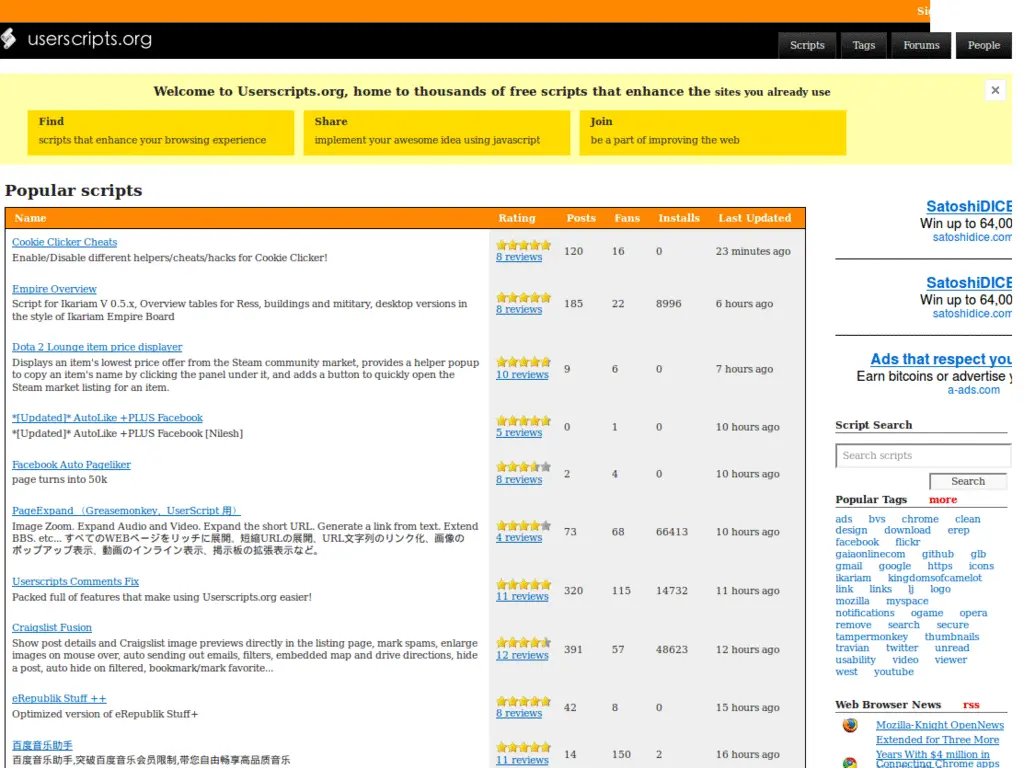 userscripts.org
Scripts Tags Forums People
Welcome to Userscripts.org, home to thousands of free scripts that enhance the sites you already use
×
Find
scripts that enhance your browsing experience
Share
implement your awesome idea using javascript
Join
be a part of improving the web
Popular scripts
Name Rating Posts Fans Installs Last Updated
Cookie Clicker Cheats
Enable/Disable different helpers/cheats/hacks for Cookie Clicker!
8 reviews 120 16 0 23 minutes ago
Empire Overview
Script for Ikariam V 0.5.x, Overview tables for Ress, buildings and mititary, desktop versions in
the style of Ikariam Empire Board
8 reviews 185 22 8996 6 hours ago
Dota 2 Lounge item price displayer
Displays an item's lowest price offer from the Steam community market, provides a helper popup
to copy an item's name by clicking the panel under it, and adds a button to quickly open the
Steam market listing for an item.
10 reviews 9 6 0 7 hours ago
*[Updated]* AutoLike +PLUS Facebook
*[Updated]* AutoLike +PLUS Facebook [Nilesh]
5 reviews 0 1 0 10 hours ago
Facebook Auto Pageliker
page turns into 50k
8 reviews 2 4 0 10 hours ago
PageExpand （Greasemonkey、UserScript 用）
Image Zoom. Expand Audio and Video. Expand the short URL. Generate a link from text. Extend
BBS. etc... すべてのWEBページをリッチに展開、短縮URLの展開、URL文字列のリンク化、画像の
ポップアップ表示、動画のインライン表示、掲示板の拡張表示など。
4 reviews 73 68 66413 10 hours ago
Userscripts Comments Fix
Packed full of features that make using Userscripts.org easier!
11 reviews 320 115 14732 11 hours ago
Craigslist Fusion
Show post details and Craigslist image previews directly in the listing page, mark spams, enlarge
images on mouse over, auto sending out emails, filters, embedded map and drive directions, hide
a post, auto hide on filtered, bookmark/mark favorite...
12 reviews 391 57 48623 12 hours ago
eRepublik Stuff ++
Optimized version of eRepublik Stuff+
8 reviews 42 8 0 15 hours ago
百度音乐助手
百度音乐助手,突破百度音乐会员限制,带您自由畅享高品质音乐
11 reviews 14 150 2 16 hours ago
SatoshiDICE
Win up to 64,00
satoshidice.com
SatoshiDICE
Win up to 64,00
satoshidice.com
Ads that respect you
Earn bitcoins or advertise
a-ads.com
Script Search
Search scripts
Search
Popular Tags more
ads bvs chrome clean
design download erep
facebook flickr
gaiaonlinecom github glb
gmail google https icons
ikariam kingdomsofcamelot
link links lj logo
mozilla myspace
notifications ogame opera
remove search secure
tampermonkey thumbnails
travian twitter unread
usability video viewer
west youtube
Web Browser News rss
Mozilla-Knight OpenNews
Extended for Three More
Years With $4 million in
Connecting Chrome apps